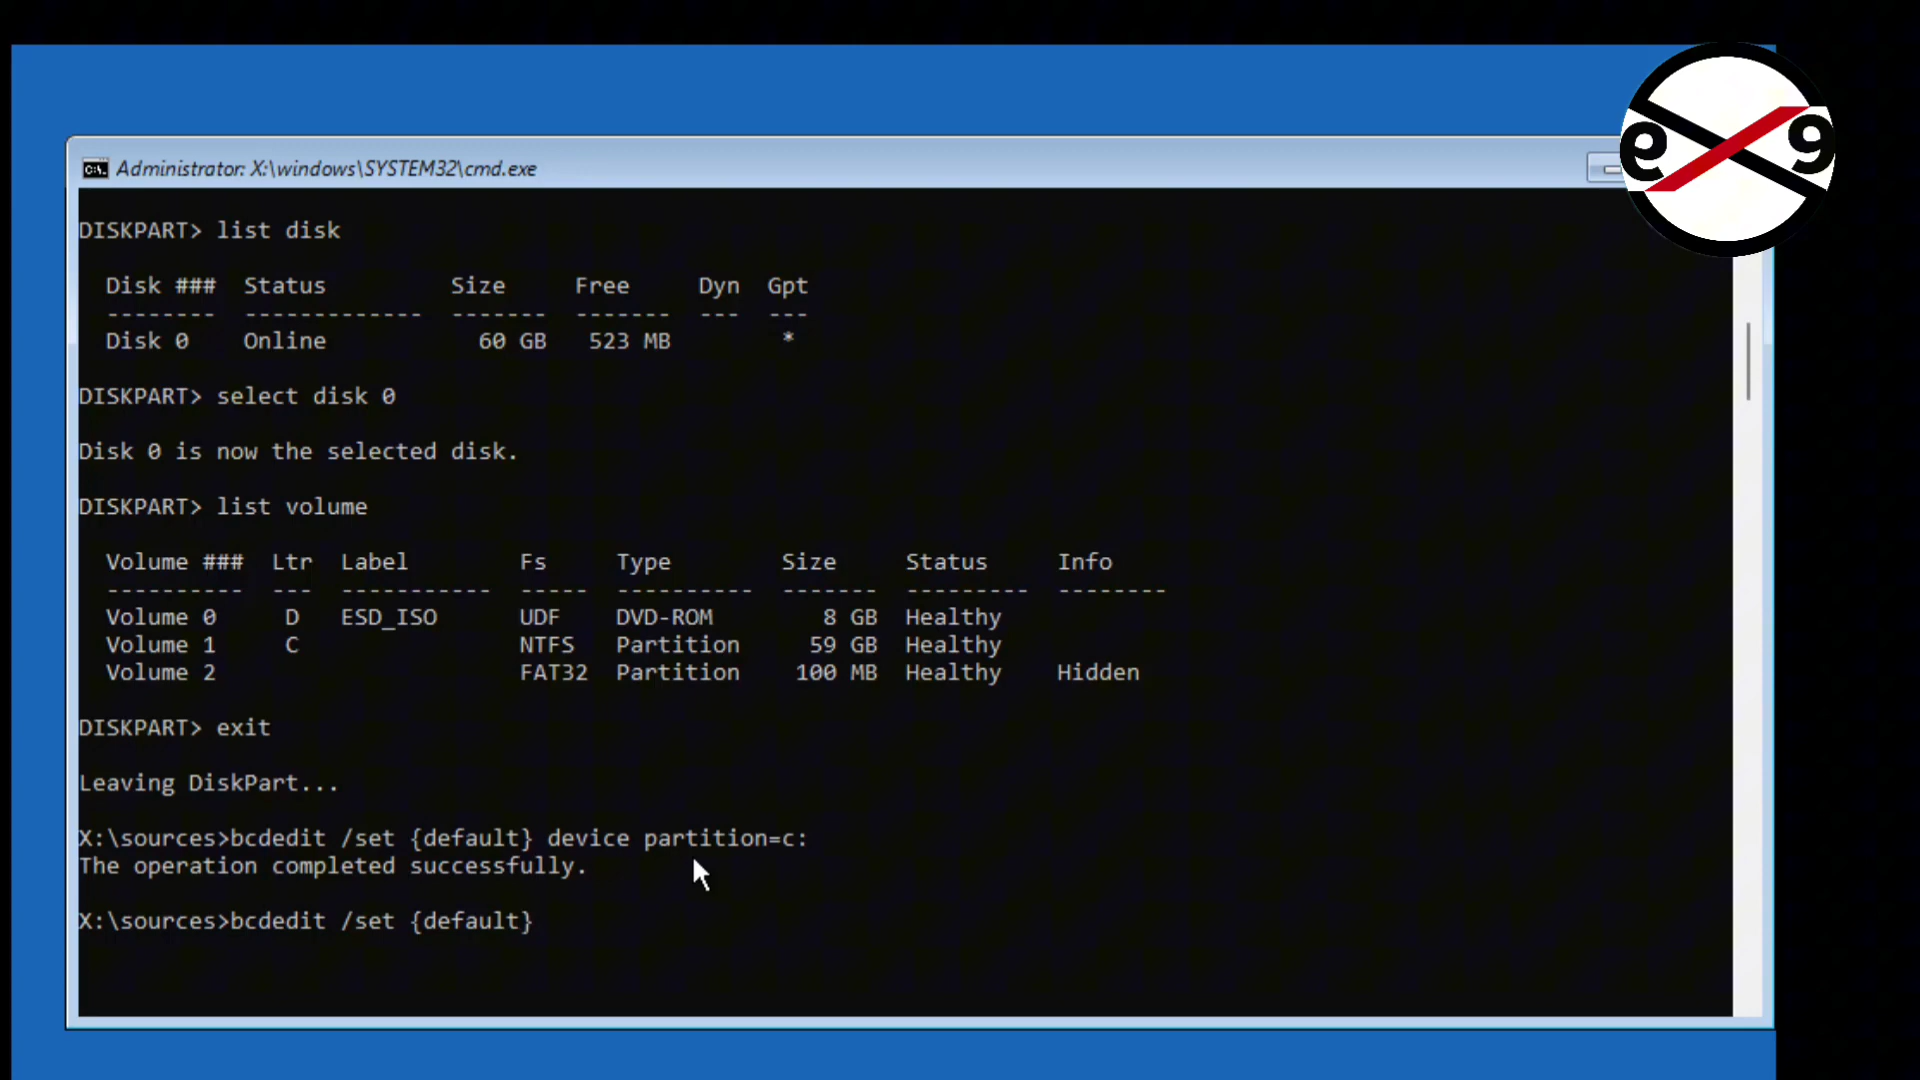 Administrator: X:\windows\SYSTEM32\cmd.exe
DISKPART> list disk
Disk ### Status Size Free Dyn Gpt
-------- ------------- ------- ------- --- ---
Disk 0 Online 60 GB 523 MB *
DISKPART> select disk 0
Disk 0 is now the selected disk.
DISKPART> list volume
Volume ### Ltr Label Fs Type Size Status Info
---------- --- ----------- ----- ---------- ------- --------- --------
Volume 0 D ESD_ISO UDF DVD-ROM 8 GB Healthy
Volume 1 C NTFS Partition 59 GB Healthy
Volume 2 FAT32 Partition 100 MB Healthy Hidden
DISKPART> exit
Leaving DiskPart...
X:\sources>bcdedit /set {default} device partition=c:
The operation completed successfully.
X:\sources>bcdedit /set {default}